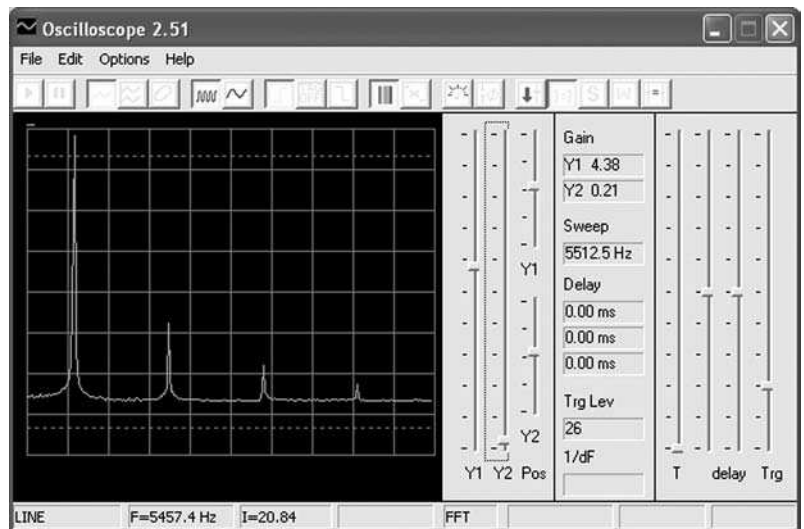 Oscilloscope 2.51
File Edit Options Help
Gain
Y1 4.38
Y2 0.21
Sweep
5512.5 Hz
Delay
0.00 ms
0.00 ms
0.00 ms
Trg Lev
26
1/dF
Y1
Y2
Y1 Y2 Pos
T delay Trg
LINE F=5457.4 Hz I=20.84 FFT